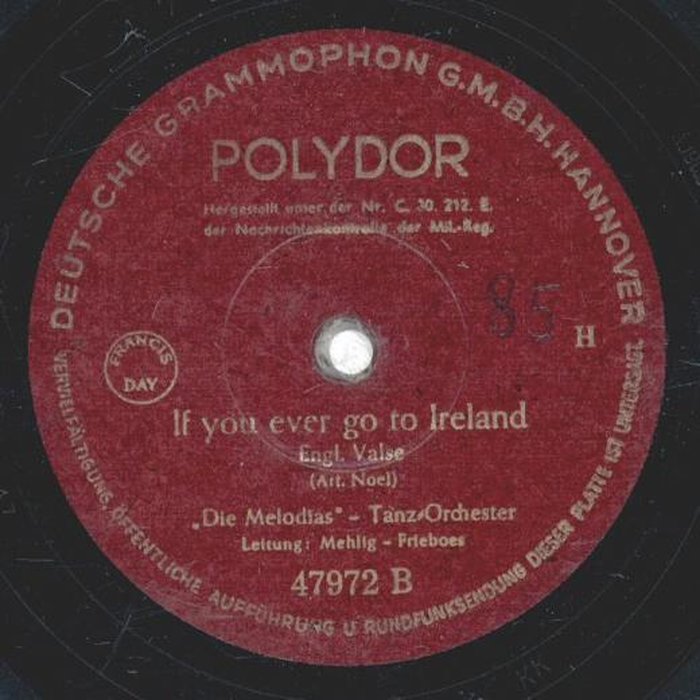 DEUTSCHE GRAMMOPHON G.M.B.H. HANNOVER
POLYDOR
Hergestellt unter der Nr. C. 30. 212. E.
der Nachrichtenkontrolle der Mil.-Reg.
85
H
FRANCIS
DAY
If you ever go to Ireland
Engl. Valse
(Art. Noel)
"Die Melodias" - Tanz-Orchester
Leitung: Mehlig - Frieboes
47972 B
VERVIELFÄLTIGUNG, ÖFFENTLICHE AUFFÜHRUNG U RUNDFUNKSENDUNG DIESER PLATTE IST UNTERSAGT.
KK